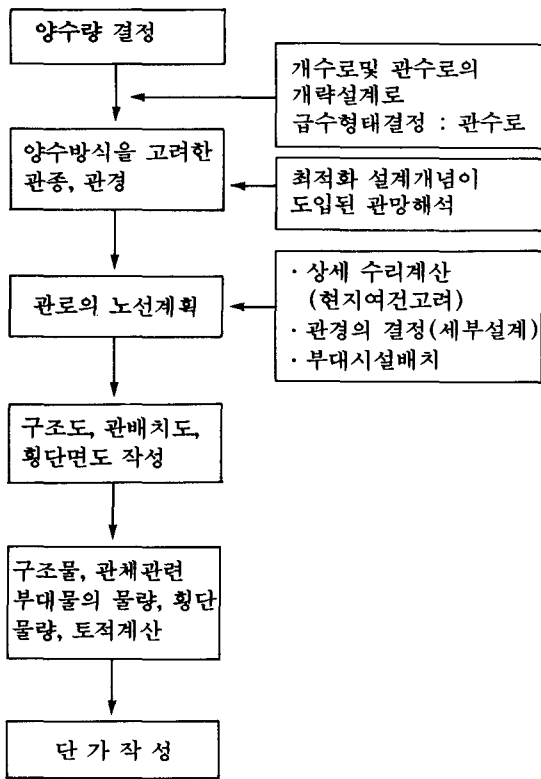 양수량 결정
개수로및 관수로의
개략설계로
급수형태결정 : 관수로
양수방식을 고려한
관종, 관경
최적화 설계개념이
도입된 관망해석
· 상세 수리계산
(현지여건고려)
· 관경의 결정(세부설계)
· 부대시설배치
관로의 노선계획
구조도, 관배치도,
횡단면도 작성
구조물, 관채관련
부대물의 물량, 횡단
물량, 토적계산
단 가 작 성